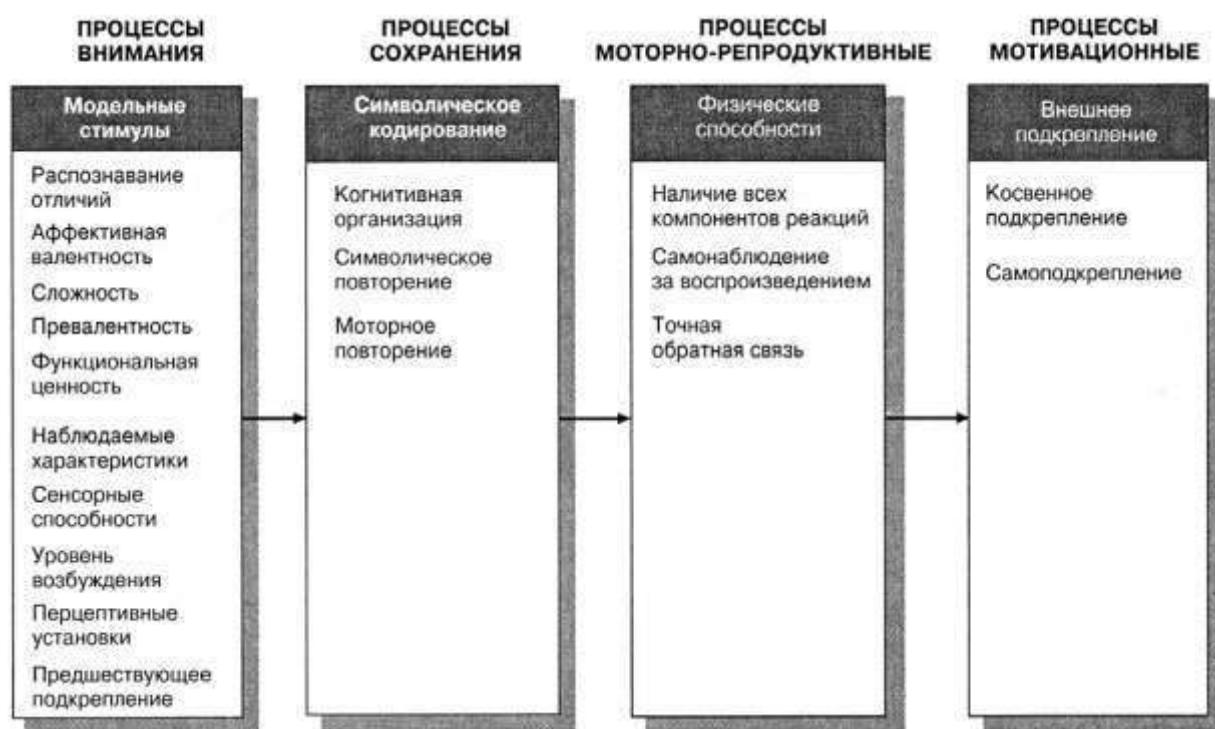 ПРОЦЕССЫ
ВНИМАНИЯ
Модельные
стимулы
Распознавание
отличий
Аффективная
валентность
Сложность
Превалентность
Функциональная
ценность
Наблюдаемые
характеристики
Сенсорные
способности
Уровень
возбуждения
Перцептивные
установки
Предшествующее
подкрепление
ПРОЦЕССЫ
СОХРАНЕНИЯ
Символическое
кодирование
Когнитивная
организация
Символическое
повторение
Моторное
повторение
ПРОЦЕССЫ
МОТОРНО-РЕПРОДУКТИВНЫЕ
Физические
способности
Наличие всех
компонентов реакций
Самонаблюдение
за воспроизведением
Точная
обратная связь
ПРОЦЕССЫ
МОТИВАЦИОННЫЕ
Внешнее
подкрепление
Косвенное
подкрепление
Самоподкрепление